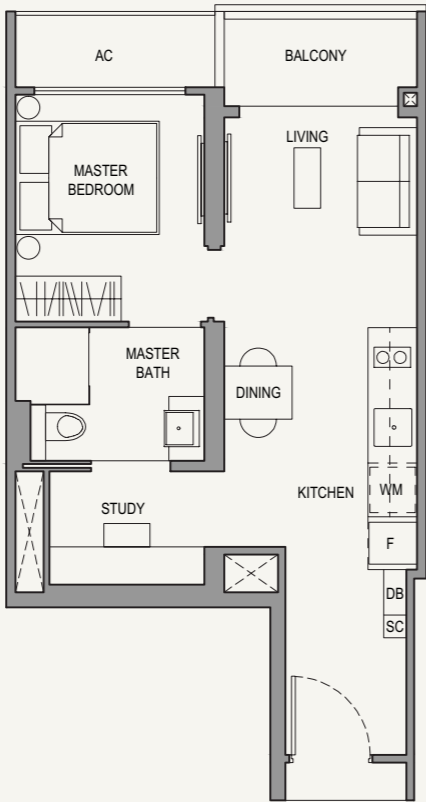 AC
BALCONY
LIVING
MASTER
BEDROOM
MASTER
BATH
DINING
KITCHEN
WM
STUDY
F
DB
SC